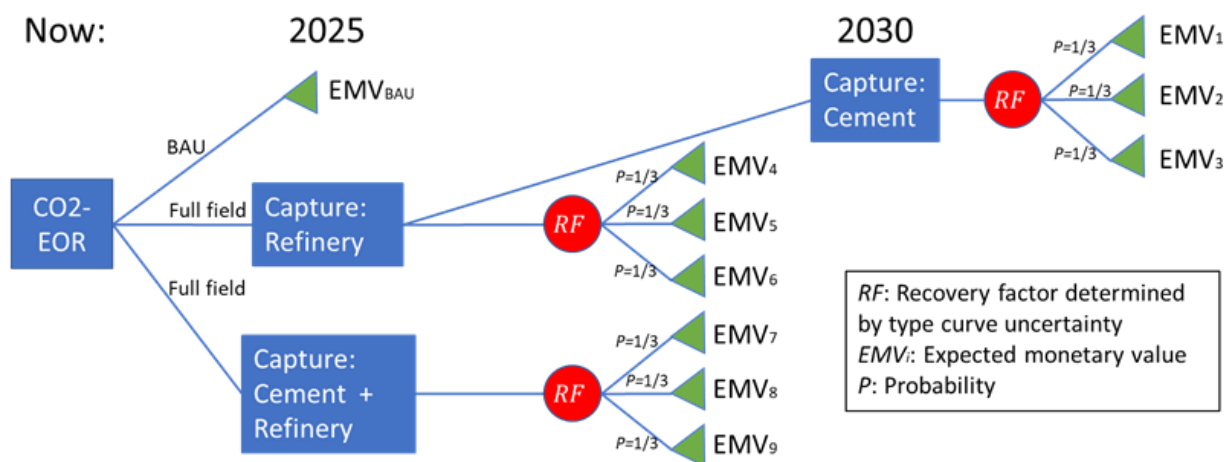 Now:
2025
2030
BAU
EMV_BAU
CO2-
EOR
Full field
Full field
Capture:
Refinery
Capture:
Cement
RF
P=1/3
EMV₁
P=1/3
EMV₂
P=1/3
EMV₃
RF
P=1/3
EMV₄
P=1/3
EMV₅
P=1/3
EMV₆
Capture:
Cement +
Refinery
RF
P=1/3
EMV₇
P=1/3
EMV₈
P=1/3
EMV₉
RF: Recovery factor determined
by type curve uncertainty
EMVᵢ: Expected monetary value
P: Probability